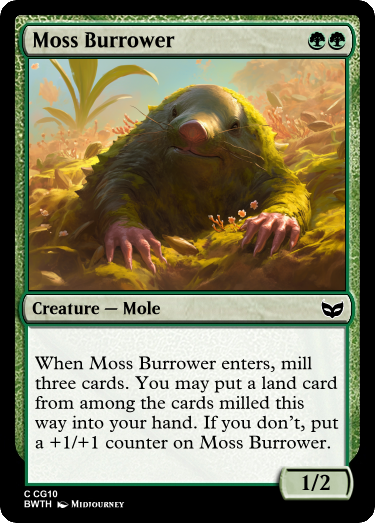 Moss Burrower
Creature — Mole
When Moss Burrower enters, mill
three cards. You may put a land card
from among the cards milled this
way into your hand. If you don't, put
a +1/+1 counter on Moss Burrower.
1/2
C CG10
BWTH Midjourney